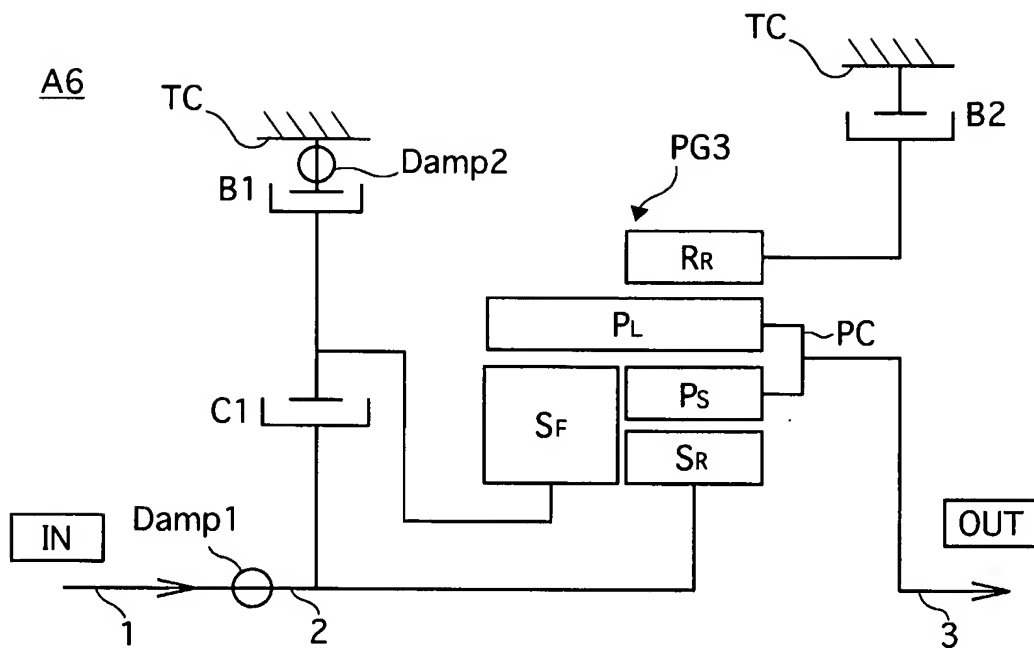 TC
A6
TC
B2
Damp2
PG3
B1
RR
PL
PC
C1
SF
PS
SR
Damp1
IN
OUT
1
2
3